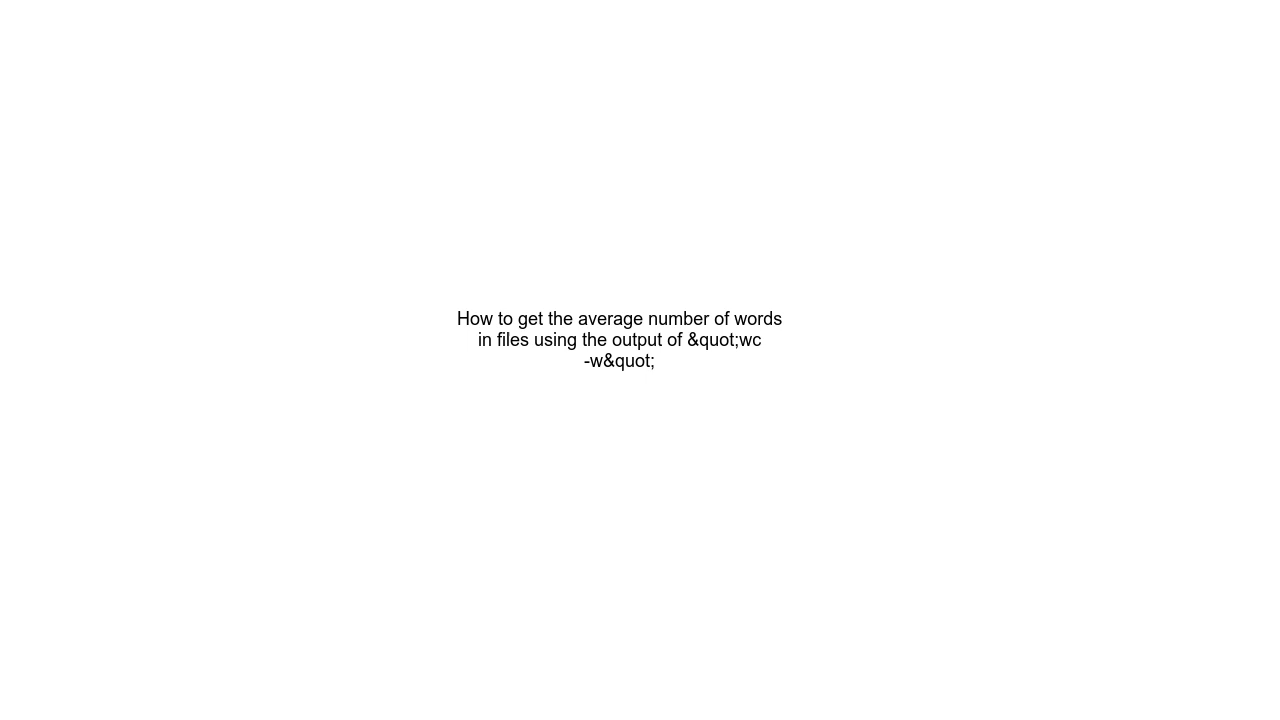 How to get the average number of words
in files using the output of &quot;wc
-w&quot;